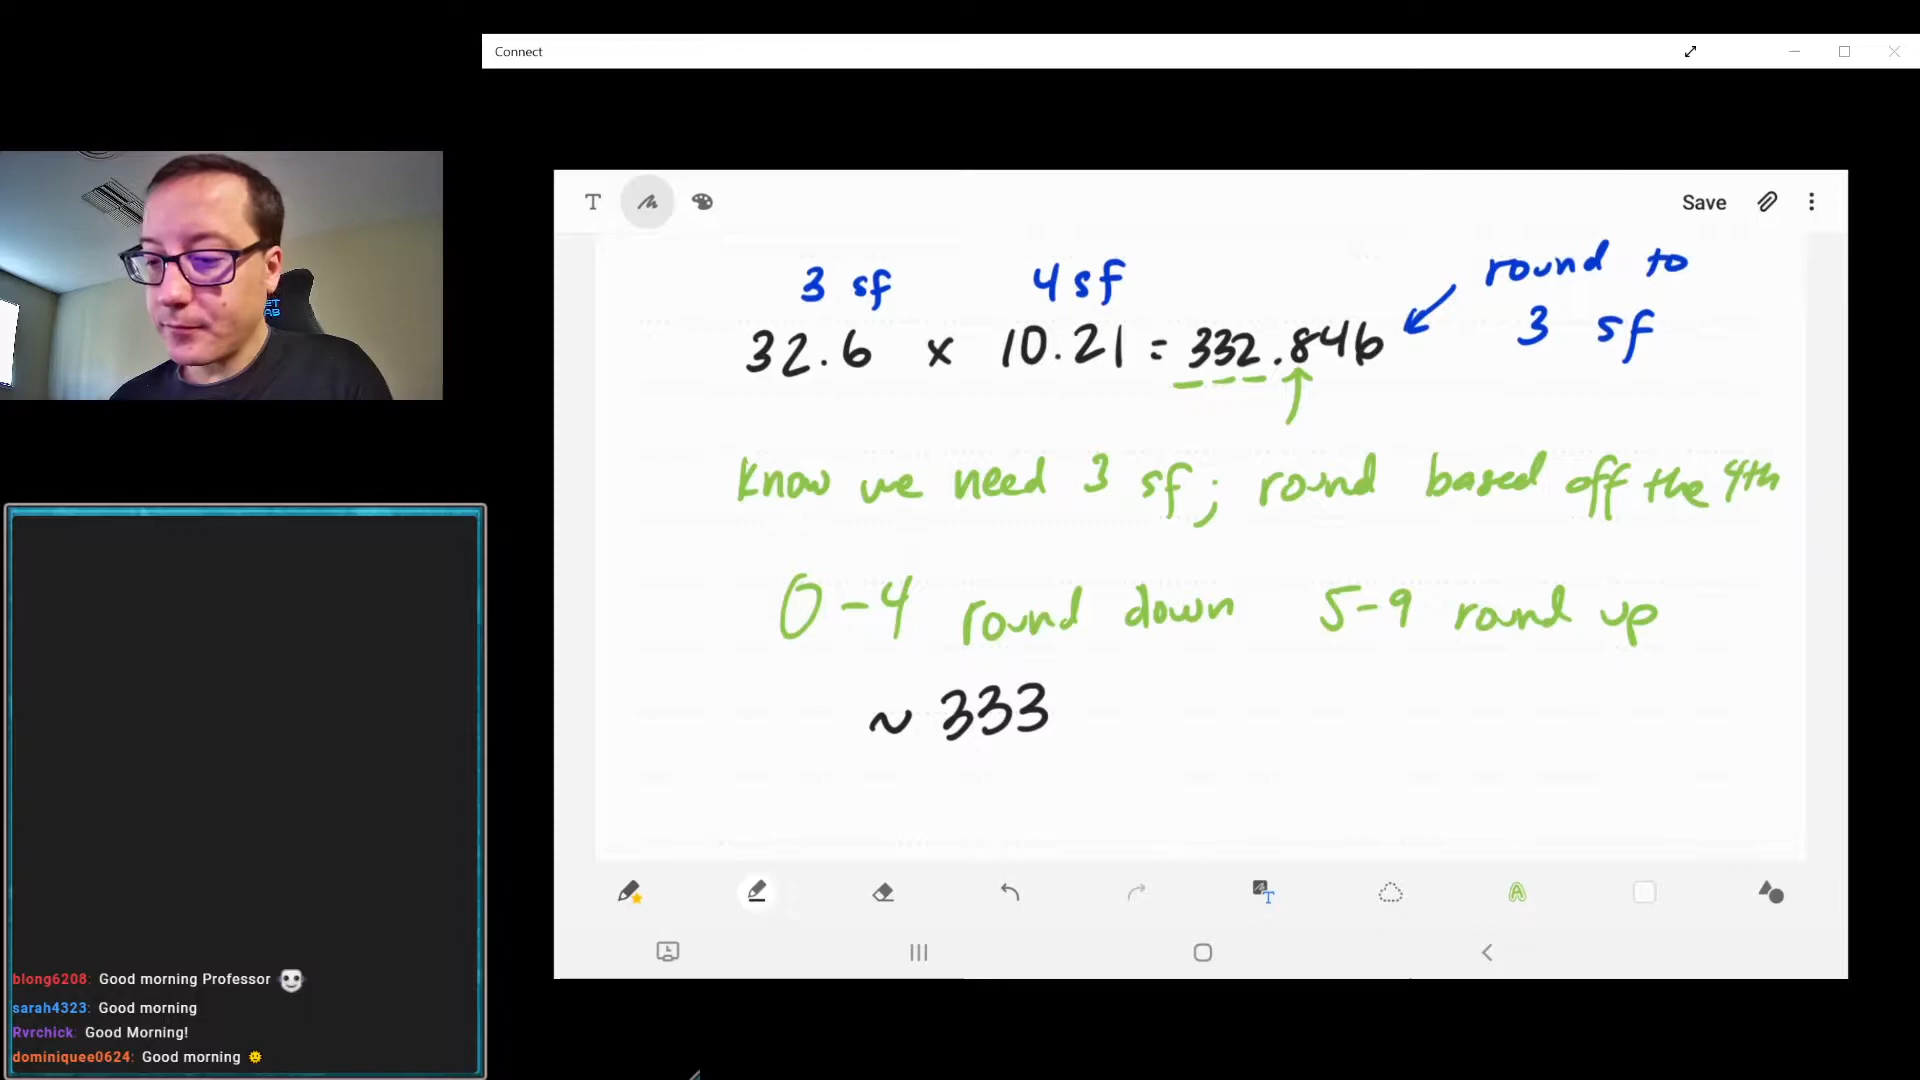 Connect
T
Save
3 sf 4 sf round to
3 sf
32.6 x 10.21 = 332.846
know we need 3 sf; round based off the 4th
0-4 round down 5-9 round up
~ 333
blong6208: Good morning Professor
sarah4323: Good morning
Rvrchick: Good Morning!
dominiquee0624: Good morning